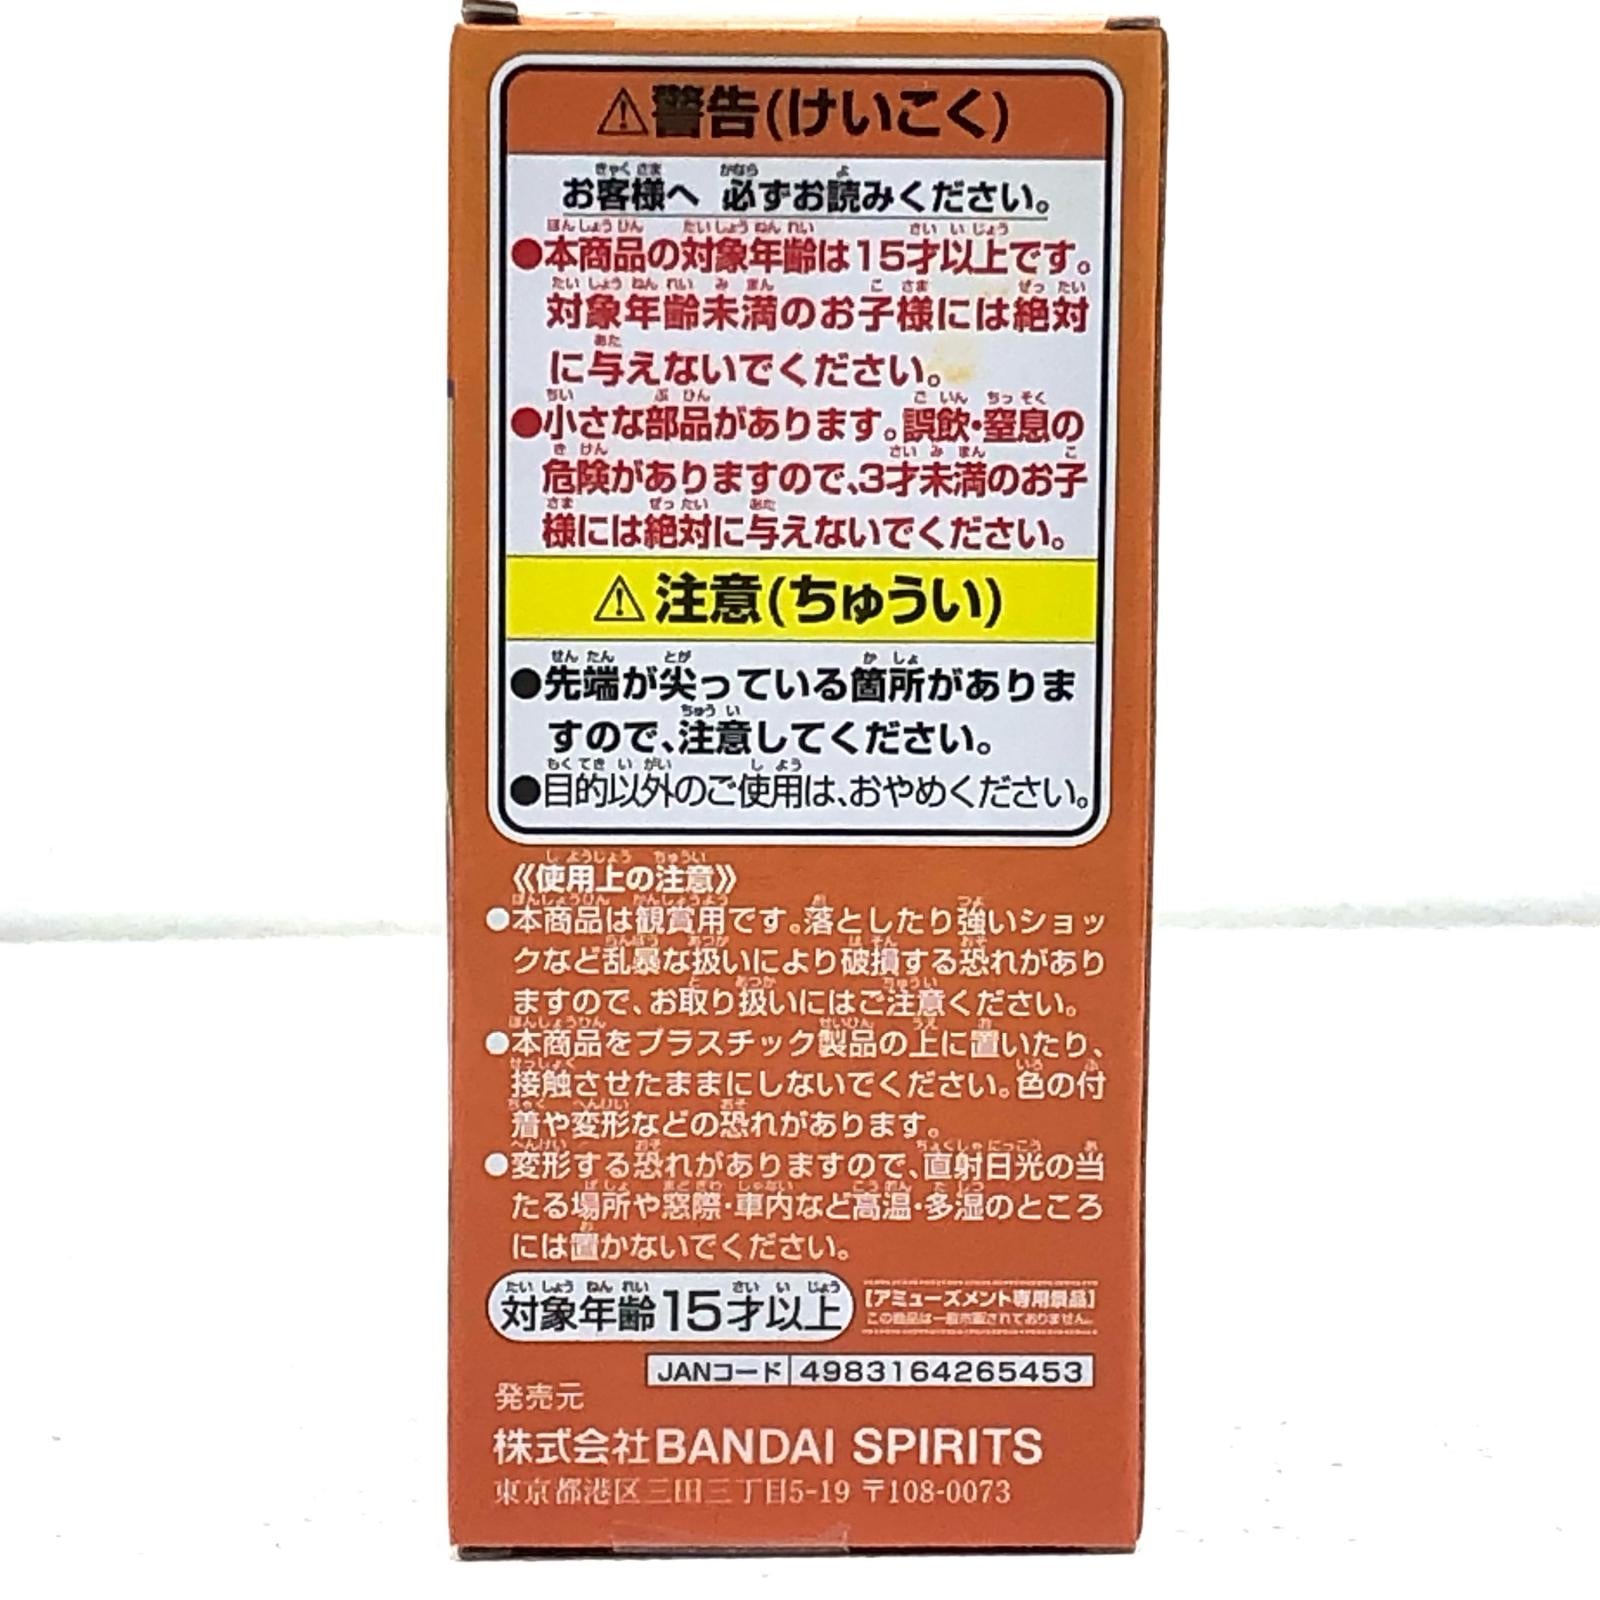 ⚠警告(けいこく)
お客様へ 必ずお読みください。
●本商品の対象年齢は15才以上です。
対象年齢未満のお子様には絶対
に与えないでください。
●小さな部品があります。誤飲・窒息の
危険がありますので、3才未満のお子
様には絶対に与えないでください。
⚠注意(ちゅうい)
●先端が尖っている箇所がありま
すので、注意してください。
●目的以外のご使用は、おやめください。
《使用上の注意》
●本商品は観賞用です。落としたり強いショッ
クなど乱暴な扱いにより破損する恐れがあり
ますので、お取り扱いにはご注意ください。
●本商品をプラスチック製品の上に置いたり、
接触させたままにしないでください。色の付
着や変形などの恐れがあります。
●変形する恐れがありますので、直射日光の当
たる場所や窓際・車内など高温・多湿のところ
には置かないでください。
対象年齢15才以上
[アミューズメント専用景品]
この商品は一般市販されておりません。
JANコード 4983164265453
発売元
株式会社BANDAI SPIRITS
東京都港区三田三丁目5-19 〒108-0073